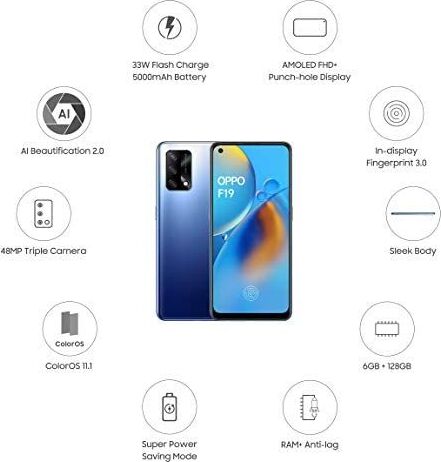 33W Flash Charge
5000mAh Battery
AMOLED FHD+
Punch-hole Display
AI
AI Beautification 2.0
In-display
Fingerprint 3.0
OPPO
F19
48MP Triple Camera
Sleek Body
ColorOS
ColorOS 11.1
6GB + 128GB
Super Power
Saving Mode
RAM+ Anti-lag